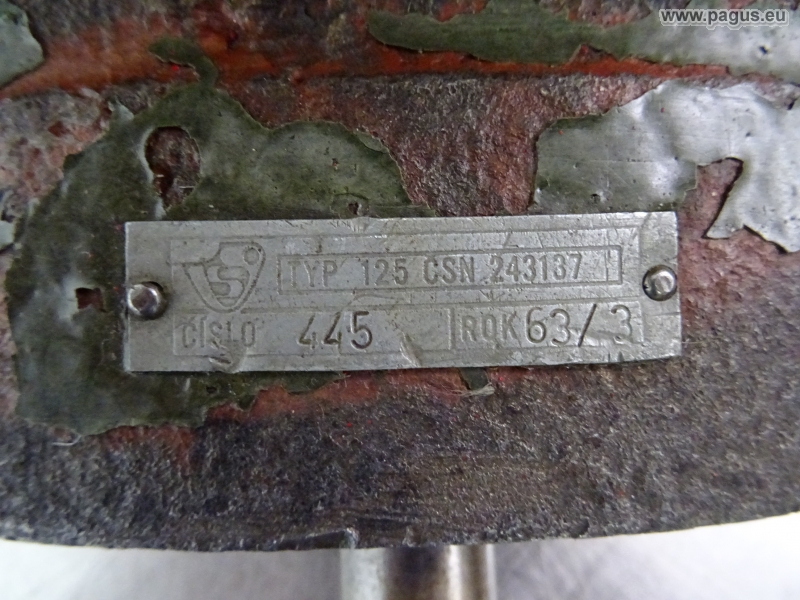 www.pagus.eu
TYP 125 CSN 243137
CISLO 445 ROK 63/3